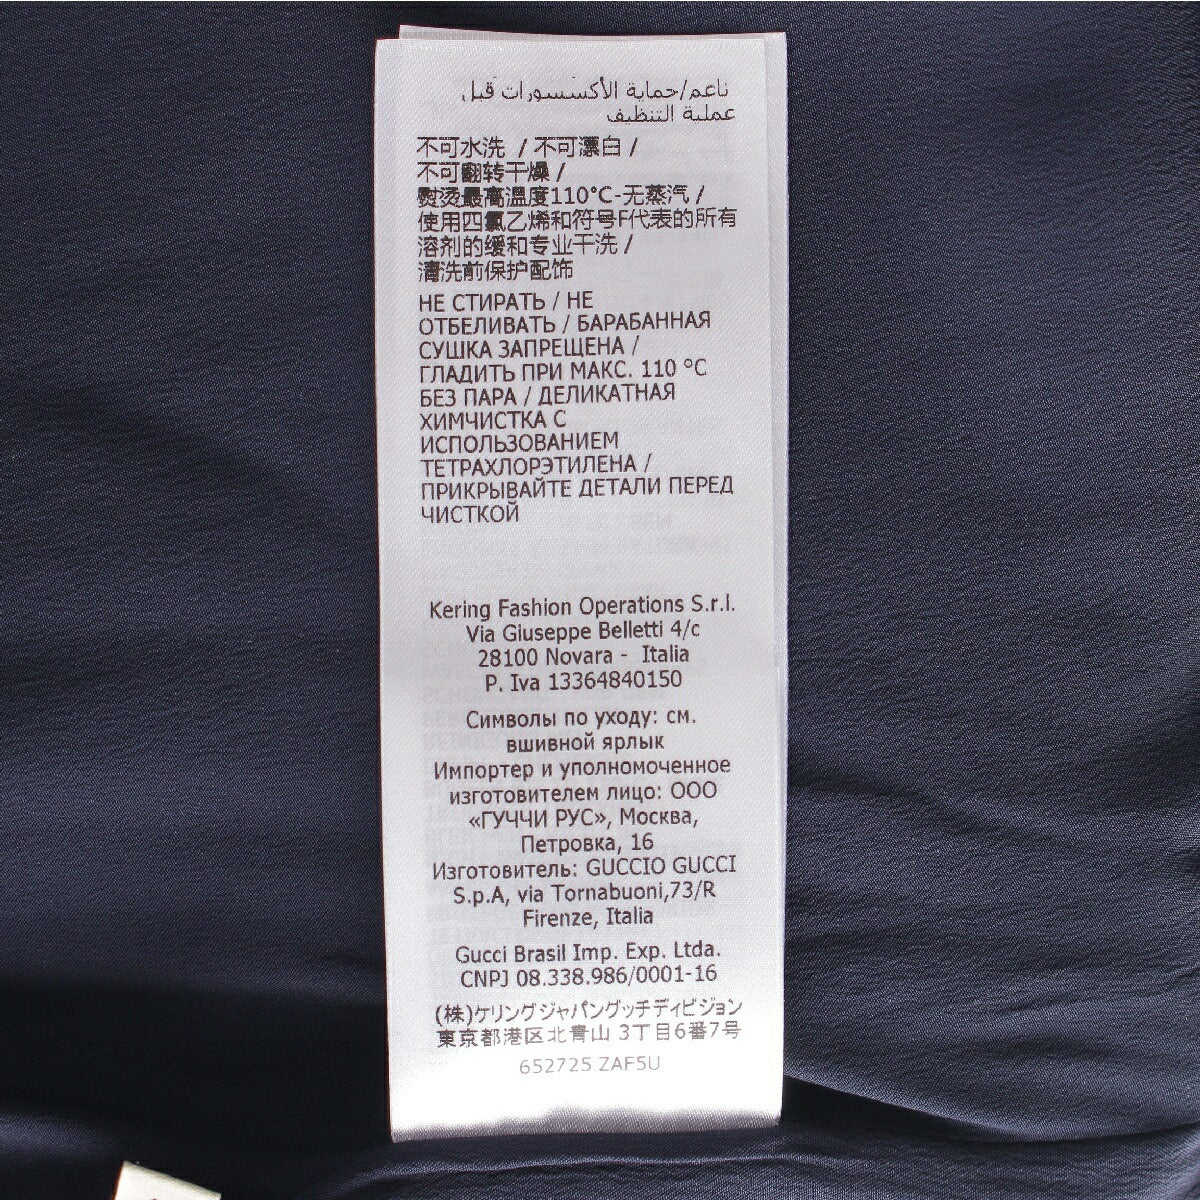 ناعم/حماية الأكسسورات قبل
عملية التنظيف
不可水洗 / 不可漂白 /
不可翻转干燥 /
熨烫最高温度110°C-无蒸汽 /
使用四氯乙烯和符号F代表的所有
溶剂的缓和专业干洗 /
清洗前保护配饰
НЕ СТИРАТЬ / НЕ
ОТБЕЛИВАТЬ / БАРАБАННАЯ
СУШКА ЗАПРЕЩЕНА /
ГЛАДИТЬ ПРИ МАКС. 110 °C
БЕЗ ПАРА / ДЕЛИКАТНАЯ
ХИМЧИСТКА С
ИСПОЛЬЗОВАНИЕМ
ТЕТРАХЛОРЭТИЛЕНА /
ПРИКРЫВАЙТЕ ДЕТАЛИ ПЕРЕД
ЧИСТКОЙ
Kering Fashion Operations S.r.l.
Via Giuseppe Belletti 4/c
28100 Novara - Italia
P. Iva 13364840150
Символы по уходу: см.
вшивной ярлык
Импортер и уполномоченное
изготовителем лицо: ООО
«ГУЧЧИ РУС», Москва,
Петровка, 16
Изготовитель: GUCCIO GUCCI
S.p.A, via Tornabuoni,73/R
Firenze, Italia
Gucci Brasil Imp. Exp. Ltda.
CNPJ 08.338.986/0001-16
(株)ケリングジャパングッチディビジョン
東京都港区北青山 3丁目6番7号
652725 ZAF5U